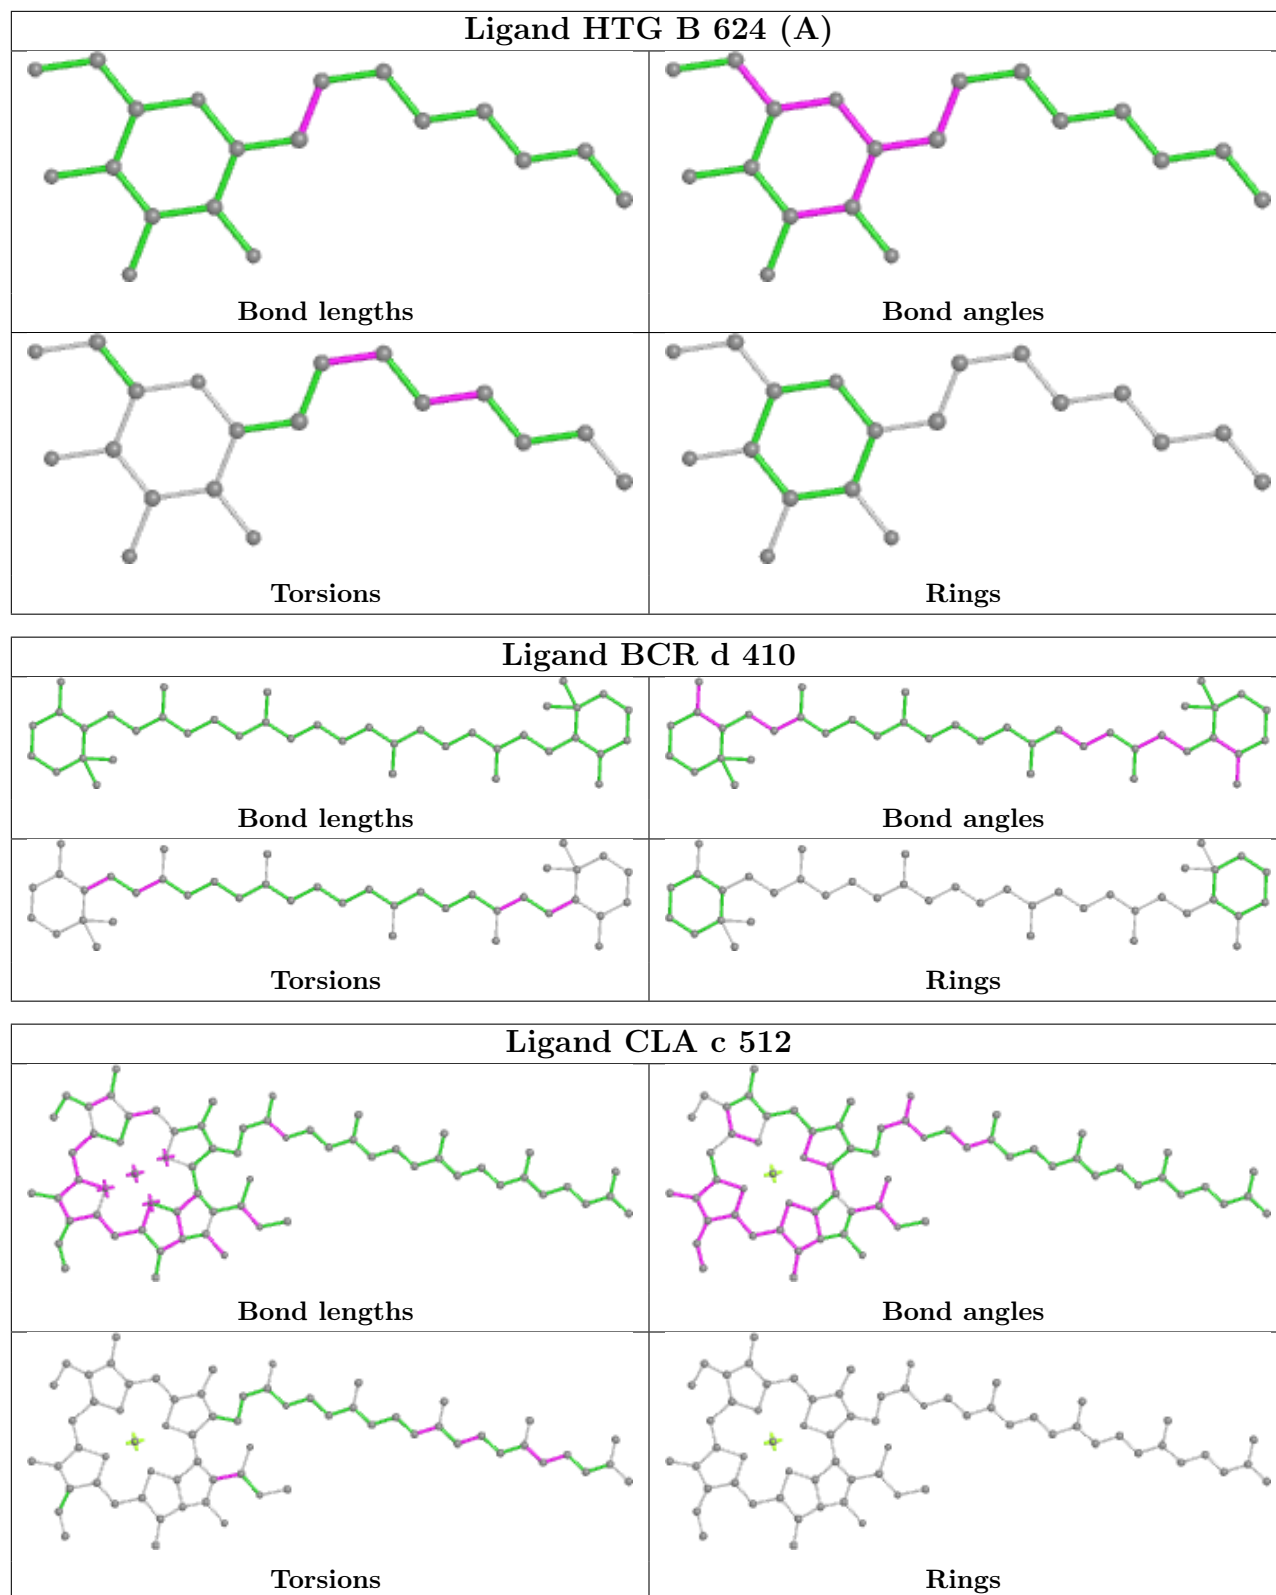 Ligand HTG B 624 (A)
Bond lengths
Bond angles
Torsions
Rings
Ligand BCR d 410
Bond lengths
Bond angles
Torsions
Rings
Ligand CLA c 512
Bond lengths
Bond angles
Torsions
Rings